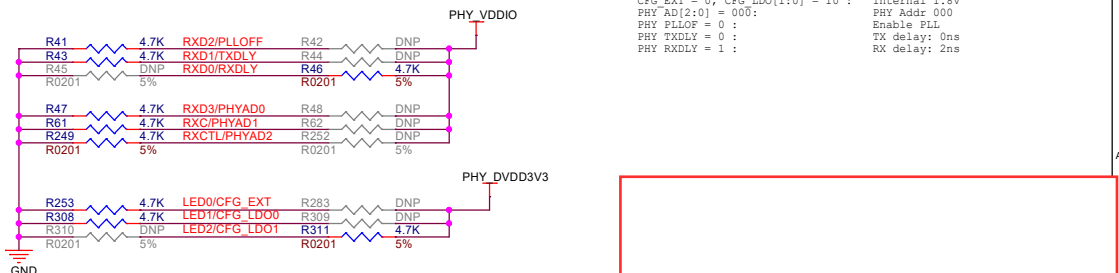 PHY_VDDIO
R41 4.7K RXD2/PLLOFF R42 DNP
R43 4.7K RXD1/TXDLY R44 DNP
R45 DNP RXD0/RXDLY R46 4.7K
R0201 5% R0201 5%
R47 4.7K RXD3/PHYAD0 R48 DNP
R61 4.7K RXC/PHYAD1 R62 DNP
R249 4.7K RXCTL/PHYAD2 R252 DNP
R0201 5% R0201 5%
PHY_DVDD3V3
R253 4.7K LED0/CFG_EXT R283 DNP
R308 4.7K LED1/CFG_LDO0 R309 DNP
R310 DNP LED2/CFG_LDO1 R311 4.7K
R0201 5% R0201 5%
GND
CFG_EXT = 0, CFG_LDO[1:0] = 10 : Internal 1.8V
PHY AD[2:0] = 000: PHY Addr 000
PHY PLLOF = 0 : Enable PLL
PHY TXDLY = 0 : TX delay: 0ns
PHY RXDLY = 1 : RX delay: 2ns